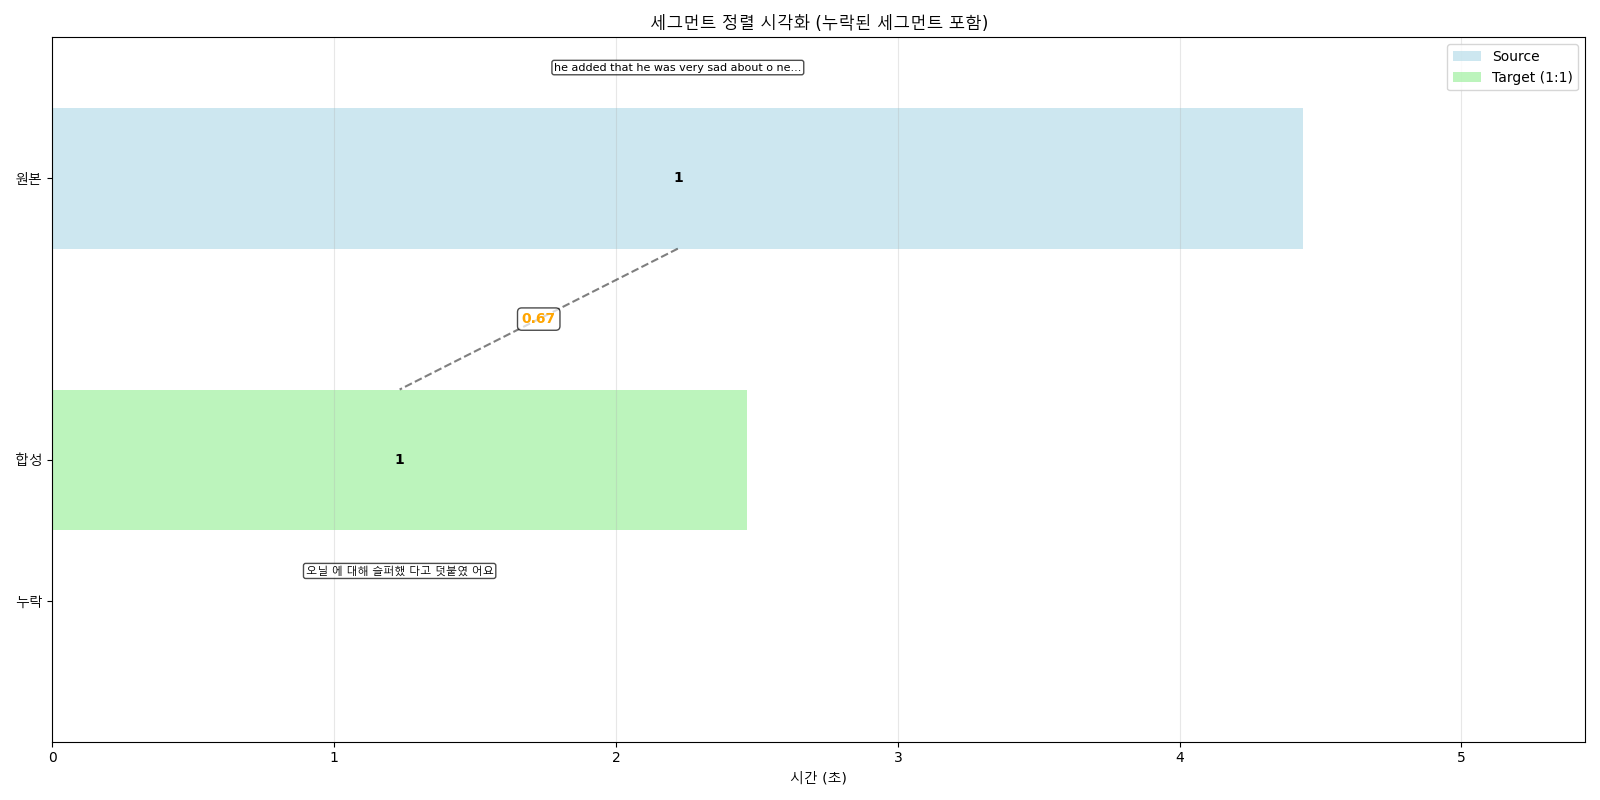 세그먼트 정렬 시각화 (누락된 세그먼트 포함)
he added that he was very sad about o ne...
Source
Target (1:1)
원본
1
0.67
합성
1
오닐 에 대해 슬퍼했 다고 덧붙였 어요
누락
0 1 2 3 4 5
시간 (초)